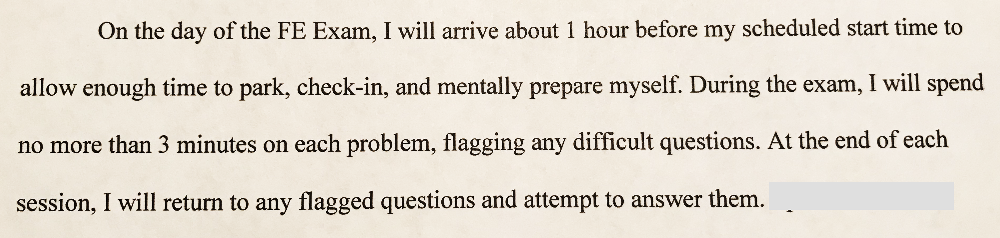 On the day of the FE Exam, I will arrive about 1 hour before my scheduled start time to
allow enough time to park, check-in, and mentally prepare myself. During the exam, I will spend
no more than 3 minutes on each problem, flagging any difficult questions. At the end of each
session, I will return to any flagged questions and attempt to answer them.